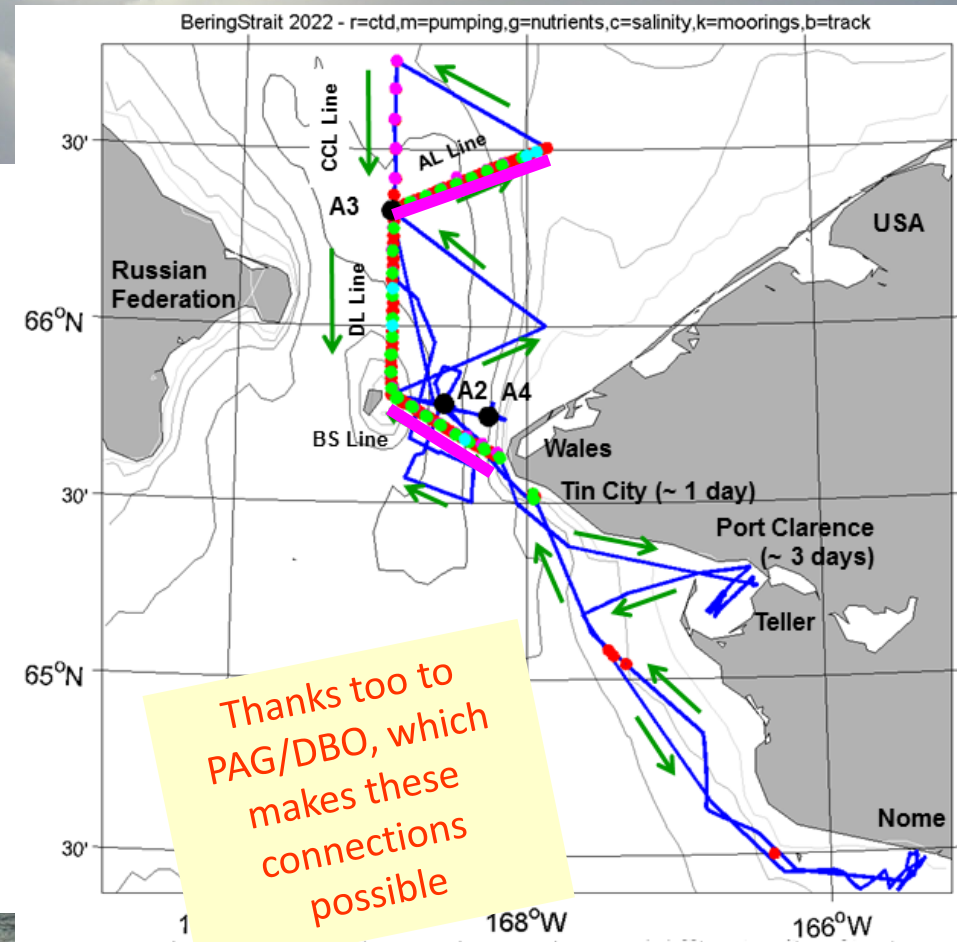 BeringStrait 2022 - r=ctd,m=pumping,g=nutrients,c=salinity,k=moorings,b=track
CCL Line
30'
AL Line
A3
USA
Russian
Federation
DL Line
66°N
A2
A4
BS Line
Wales
30'
Tin City (~ 1 day)
Port Clarence
(~ 3 days)
Teller
65°N
Thanks too to
PAG/DBO, which
makes these
connections
possible
Nome
30'
168°W
166°W